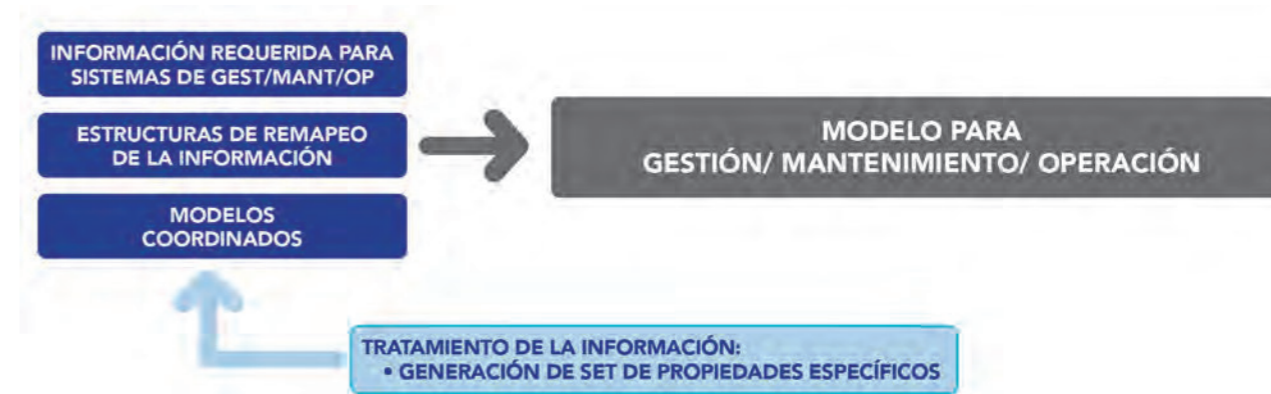 INFORMACIÓN REQUERIDA PARA
SISTEMAS DE GEST/MANT/OP
ESTRUCTURAS DE REMAPEO
DE LA INFORMACIÓN
MODELOS
COORDINADOS
MODELO PARA
GESTIÓN/ MANTENIMIENTO/ OPERACIÓN
TRATAMIENTO DE LA INFORMACIÓN:
• GENERACIÓN DE SET DE PROPIEDADES ESPECÍFICOS